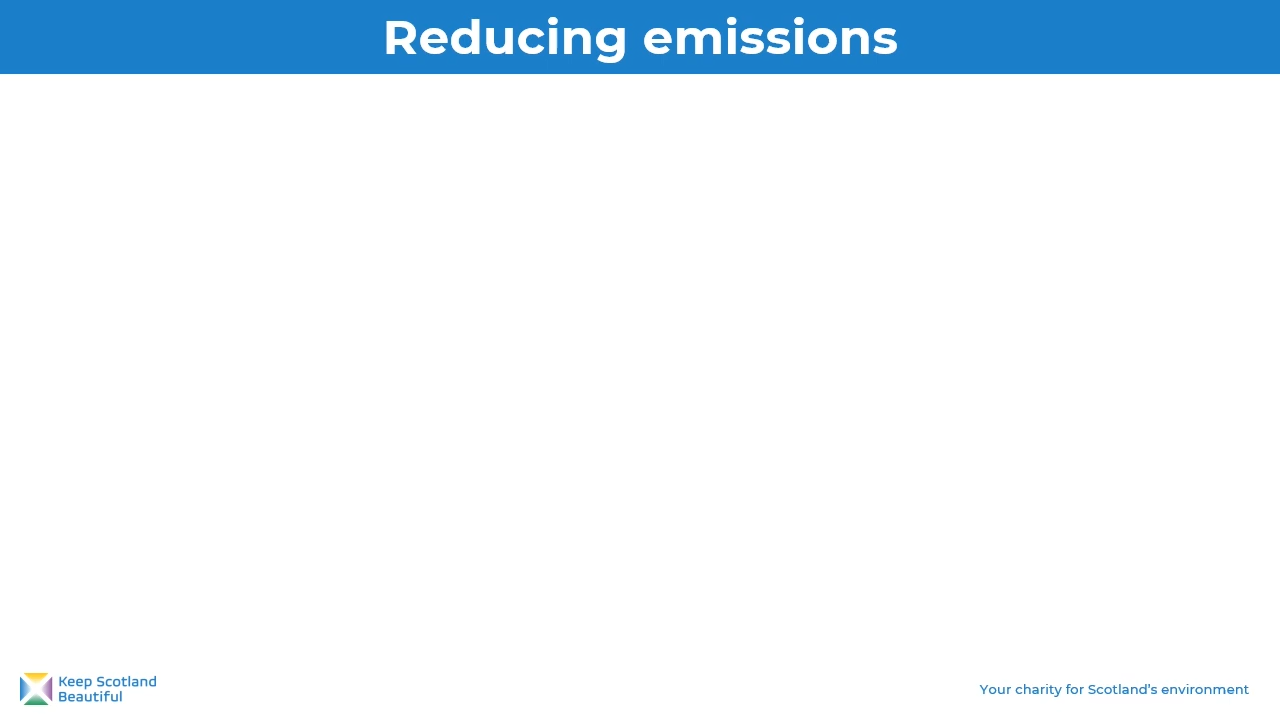 Reducing emissions
Keep Scotland
Beautiful
Your charity for Scotland's environment